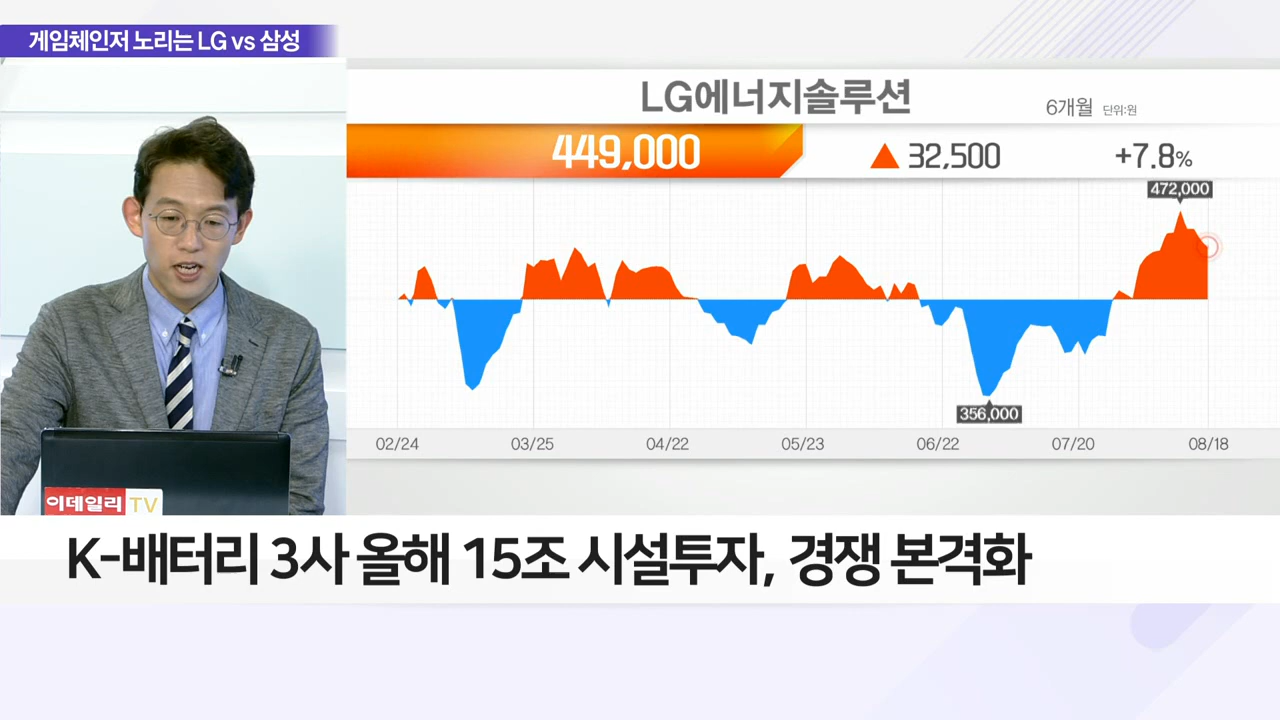 게임체인저 노리는 LG vs 삼성
LG에너지솔루션
6개월 단위:원
449,000 ▲ 32,500 +7.8%
472,000
356,000
02/24 03/25 04/22 05/23 06/22 07/20 08/18
이데일리 TV
K-배터리 3사 올해 15조 시설투자, 경쟁 본격화